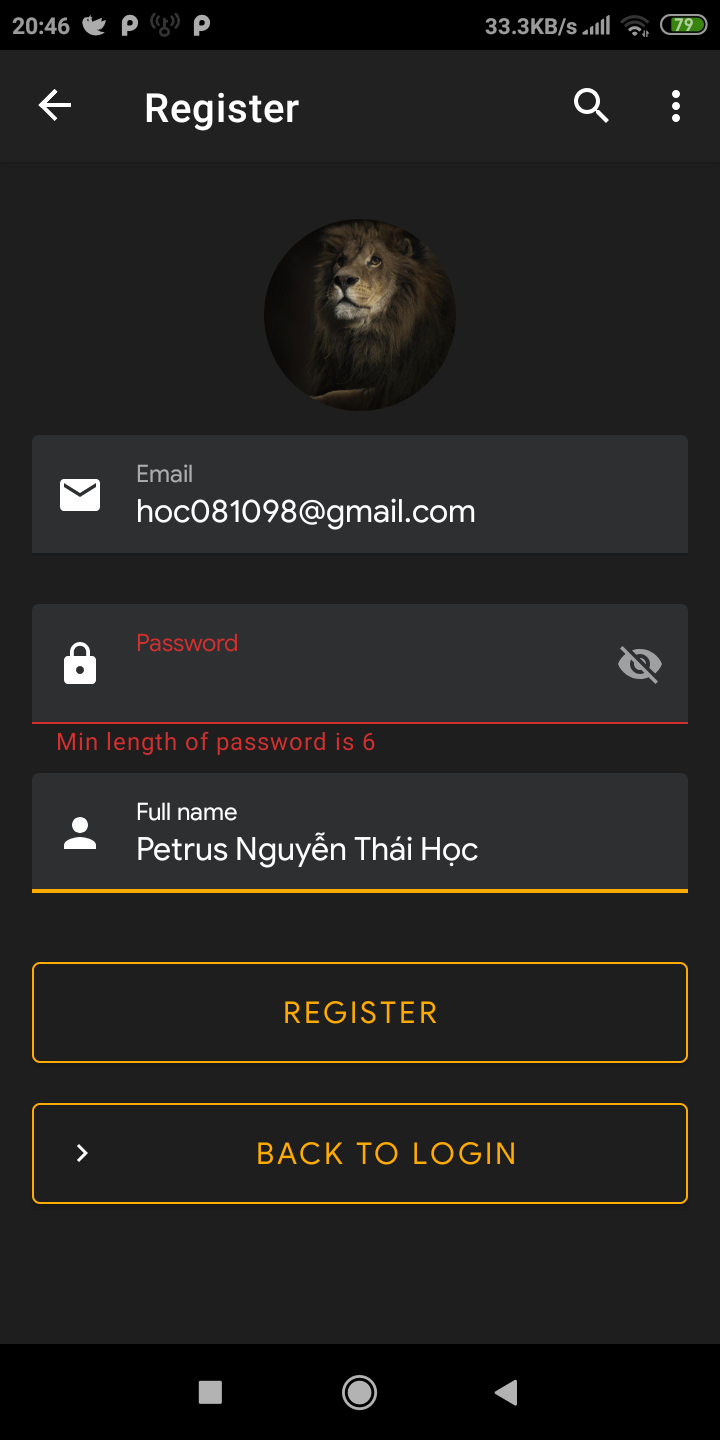 20:46 33.3KB/s 79
Register
Email
hoc081098@gmail.com
Password
Min length of password is 6
Full name
Petrus Nguyễn Thái Học
REGISTER
BACK TO LOGIN